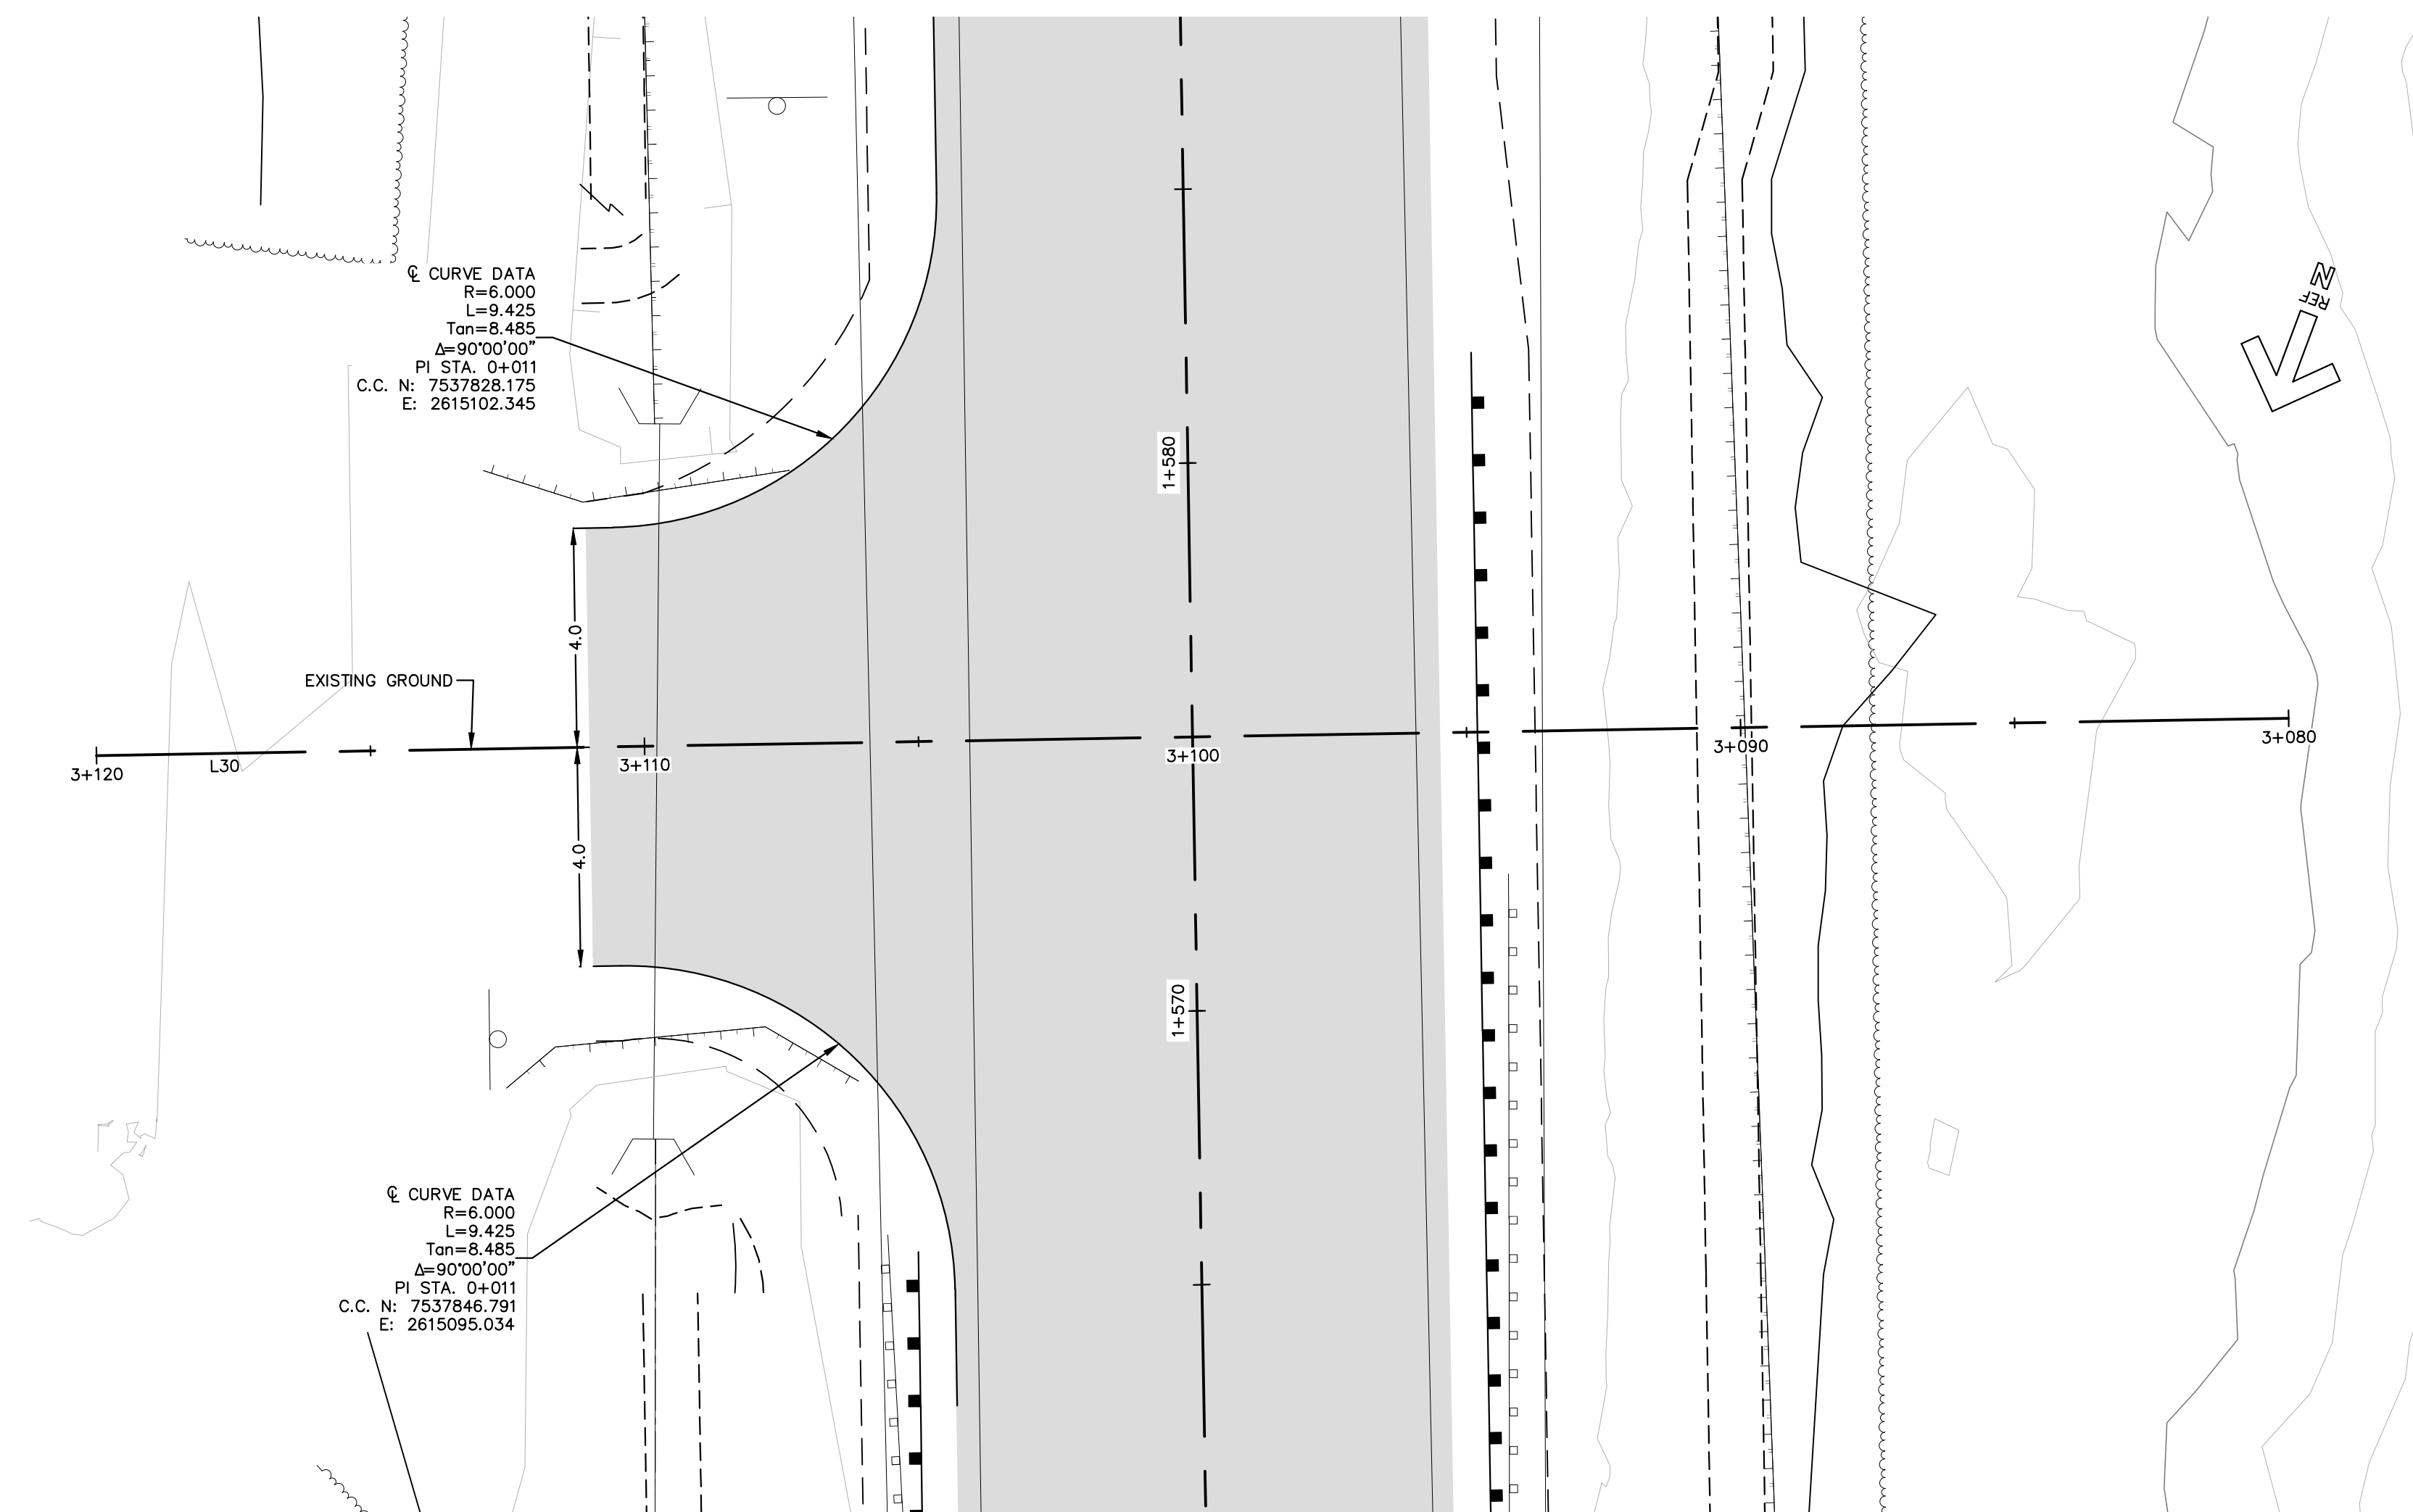 ℄ CURVE DATA
R=6.000
L=9.425
Tan=8.485
Δ=90°00'00"
PI STA. 0+011
C.C. N: 7537828.175
E: 2615102.345
N
REF
1+580
4.0
EXISTING GROUND
3+120
L30
3+110
3+100
3+090
3+080
4.0
1+570
℄ CURVE DATA
R=6.000
L=9.425
Tan=8.485
Δ=90°00'00"
PI STA. 0+011
C.C. N: 7537846.791
E: 2615095.034